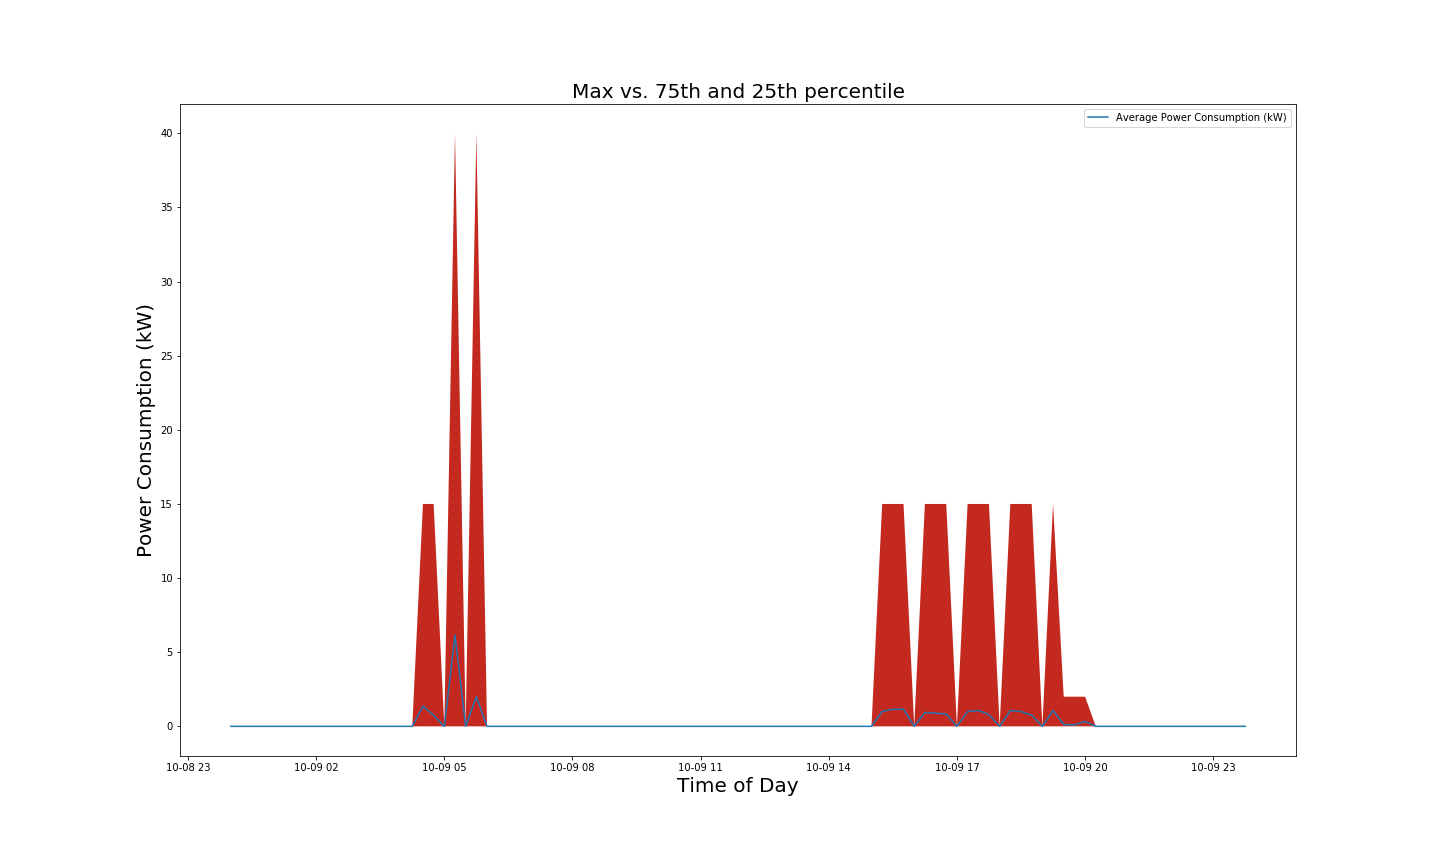 Max vs. 75th and 25th percentile
Average Power Consumption (kW)
Power Consumption (kW)
40
35
30
25
20
15
10
5
0
10-08 23 10-09 02 10-09 05 10-09 08 10-09 11 10-09 14 10-09 17 10-09 20 10-09 23
Time of Day